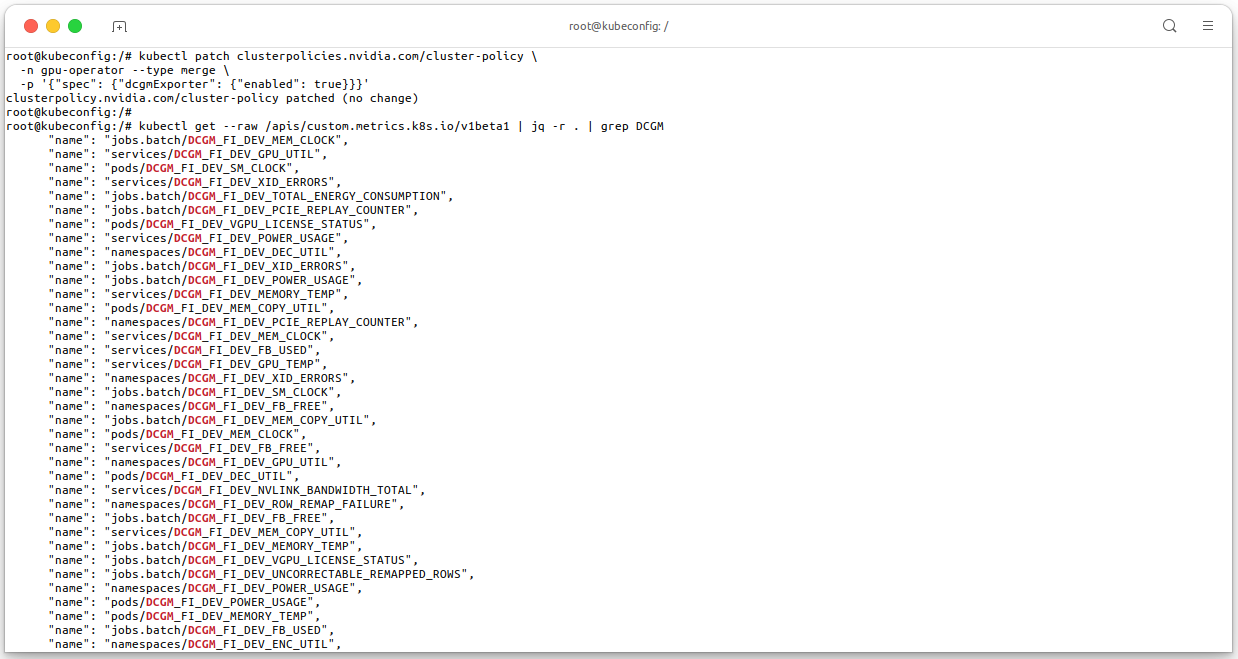 root@kubeconfig: /
root@kubeconfig:/# kubectl patch clusterpolicies.nvidia.com/cluster-policy \
  -n gpu-operator --type merge \
  -p '{"spec": {"dcgmExporter": {"enabled": true}}}'
clusterpolicy.nvidia.com/cluster-policy patched (no change)
root@kubeconfig:/#
root@kubeconfig:/# kubectl get --raw /apis/custom.metrics.k8s.io/v1beta1 | jq -r . | grep DCGM
      "name": "jobs.batch/DCGM_FI_DEV_MEM_CLOCK",
      "name": "services/DCGM_FI_DEV_GPU_UTIL",
      "name": "pods/DCGM_FI_DEV_SM_CLOCK",
      "name": "services/DCGM_FI_DEV_XID_ERRORS",
      "name": "jobs.batch/DCGM_FI_DEV_TOTAL_ENERGY_CONSUMPTION",
      "name": "jobs.batch/DCGM_FI_DEV_PCIE_REPLAY_COUNTER",
      "name": "pods/DCGM_FI_DEV_VGPU_LICENSE_STATUS",
      "name": "services/DCGM_FI_DEV_POWER_USAGE",
      "name": "namespaces/DCGM_FI_DEV_DEC_UTIL",
      "name": "jobs.batch/DCGM_FI_DEV_XID_ERRORS",
      "name": "jobs.batch/DCGM_FI_DEV_POWER_USAGE",
      "name": "services/DCGM_FI_DEV_MEMORY_TEMP",
      "name": "pods/DCGM_FI_DEV_MEM_COPY_UTIL",
      "name": "namespaces/DCGM_FI_DEV_PCIE_REPLAY_COUNTER",
      "name": "services/DCGM_FI_DEV_MEM_CLOCK",
      "name": "services/DCGM_FI_DEV_FB_USED",
      "name": "services/DCGM_FI_DEV_GPU_TEMP",
      "name": "namespaces/DCGM_FI_DEV_XID_ERRORS",
      "name": "jobs.batch/DCGM_FI_DEV_SM_CLOCK",
      "name": "namespaces/DCGM_FI_DEV_FB_FREE",
      "name": "jobs.batch/DCGM_FI_DEV_MEM_COPY_UTIL",
      "name": "pods/DCGM_FI_DEV_MEM_CLOCK",
      "name": "services/DCGM_FI_DEV_FB_FREE",
      "name": "namespaces/DCGM_FI_DEV_GPU_UTIL",
      "name": "pods/DCGM_FI_DEV_DEC_UTIL",
      "name": "services/DCGM_FI_DEV_NVLINK_BANDWIDTH_TOTAL",
      "name": "namespaces/DCGM_FI_DEV_ROW_REMAP_FAILURE",
      "name": "jobs.batch/DCGM_FI_DEV_FB_FREE",
      "name": "services/DCGM_FI_DEV_MEM_COPY_UTIL",
      "name": "jobs.batch/DCGM_FI_DEV_MEMORY_TEMP",
      "name": "jobs.batch/DCGM_FI_DEV_VGPU_LICENSE_STATUS",
      "name": "jobs.batch/DCGM_FI_DEV_UNCORRECTABLE_REMAPPED_ROWS",
      "name": "namespaces/DCGM_FI_DEV_POWER_USAGE",
      "name": "pods/DCGM_FI_DEV_POWER_USAGE",
      "name": "pods/DCGM_FI_DEV_MEMORY_TEMP",
      "name": "jobs.batch/DCGM_FI_DEV_FB_USED",
      "name": "namespaces/DCGM_FI_DEV_ENC_UTIL",